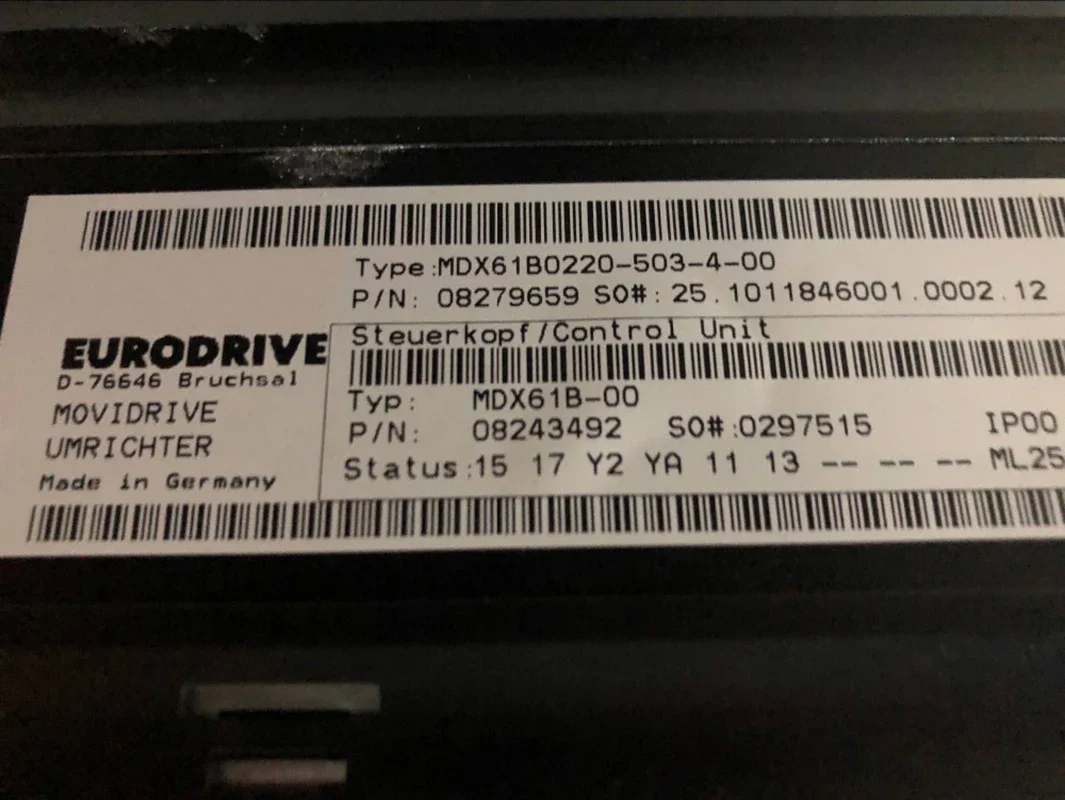 Type:MDX61B0220-503-4-00
P/N: 08279659 SO#: 25.1011846001.0002.12
EURODRIVE
D-76646 Bruchsal
MOVIDRIVE
UMRICHTER
Made in Germany
Steuerkopf/Control Unit
Typ: MDX61B-00
P/N: 08243492 SO#:0297515 IP00
Status:15 17 Y2 YA 11 13 -- -- -- ML25